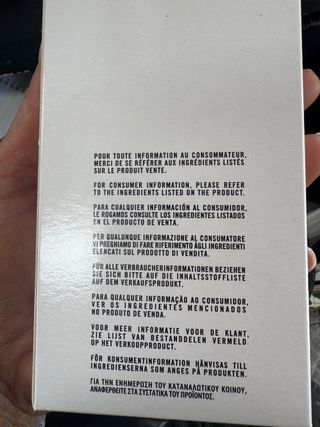 POUR TOUTE INFORMATION AU CONSOMMATEUR,
MERCI DE SE RÉFÉRER AUX INGRÉDIENTS LISTÉS
SUR LE PRODUIT VENTE.
FOR CONSUMER INFORMATION, PLEASE REFER
TO THE INGREDIENTS LISTED ON THE PRODUCT.
PARA CUALQUIER INFORMACIÓN AL CONSUMIDOR,
LE ROGAMOS CONSULTE LOS INGREDIENTES LISTADOS
EN EL PRODUCTO DE VENTA.
PER QUALUNQUE INFORMAZIONE AL CONSUMATORE
VI PREGHIAMO DI FARE RIFERIMENTO AGLI INGREDIENTI
ELENCATI SUL PRODOTTO DI VENDITA.
FÜR ALLE VERBRAUCHERINFORMATIONEN BEZIEHEN
SIE SICH BITTE AUF DIE INHALTSSTOFFLISTE
AUF DEM VERKAUFSPRODUKT.
PARA QUALQUER INFORMAÇÃO AO CONSUMIDOR,
VER OS INGREDIENTES MENCIONADOS
NO PRODUTO DE VENDA.
VOOR MEER INFORMATIE VOOR DE KLANT,
ZIE LIJST VAN BESTANDDELEN VERMELD
OP HET VERKOOPPRODUCT.
FÖR KONSUMENTINFORMATION HÄNVISAS TILL
INGREDIENSERNA SOM ANGES PÅ PRODUKTEN.
ΓΙΑ ΤΗΝ ΕΝΗΜΕΡΩΣΗ ΤΟΥ ΚΑΤΑΝΑΛΩΤΙΚΟΥ ΚΟΙΝΟΥ,
ΑΝΑΦΕΡΘΕΙΤΕ ΣΤΑ ΣΥΣΤΑΤΙΚΑ ΤΟΥ ΠΡΟΪΟΝΤΟΣ.